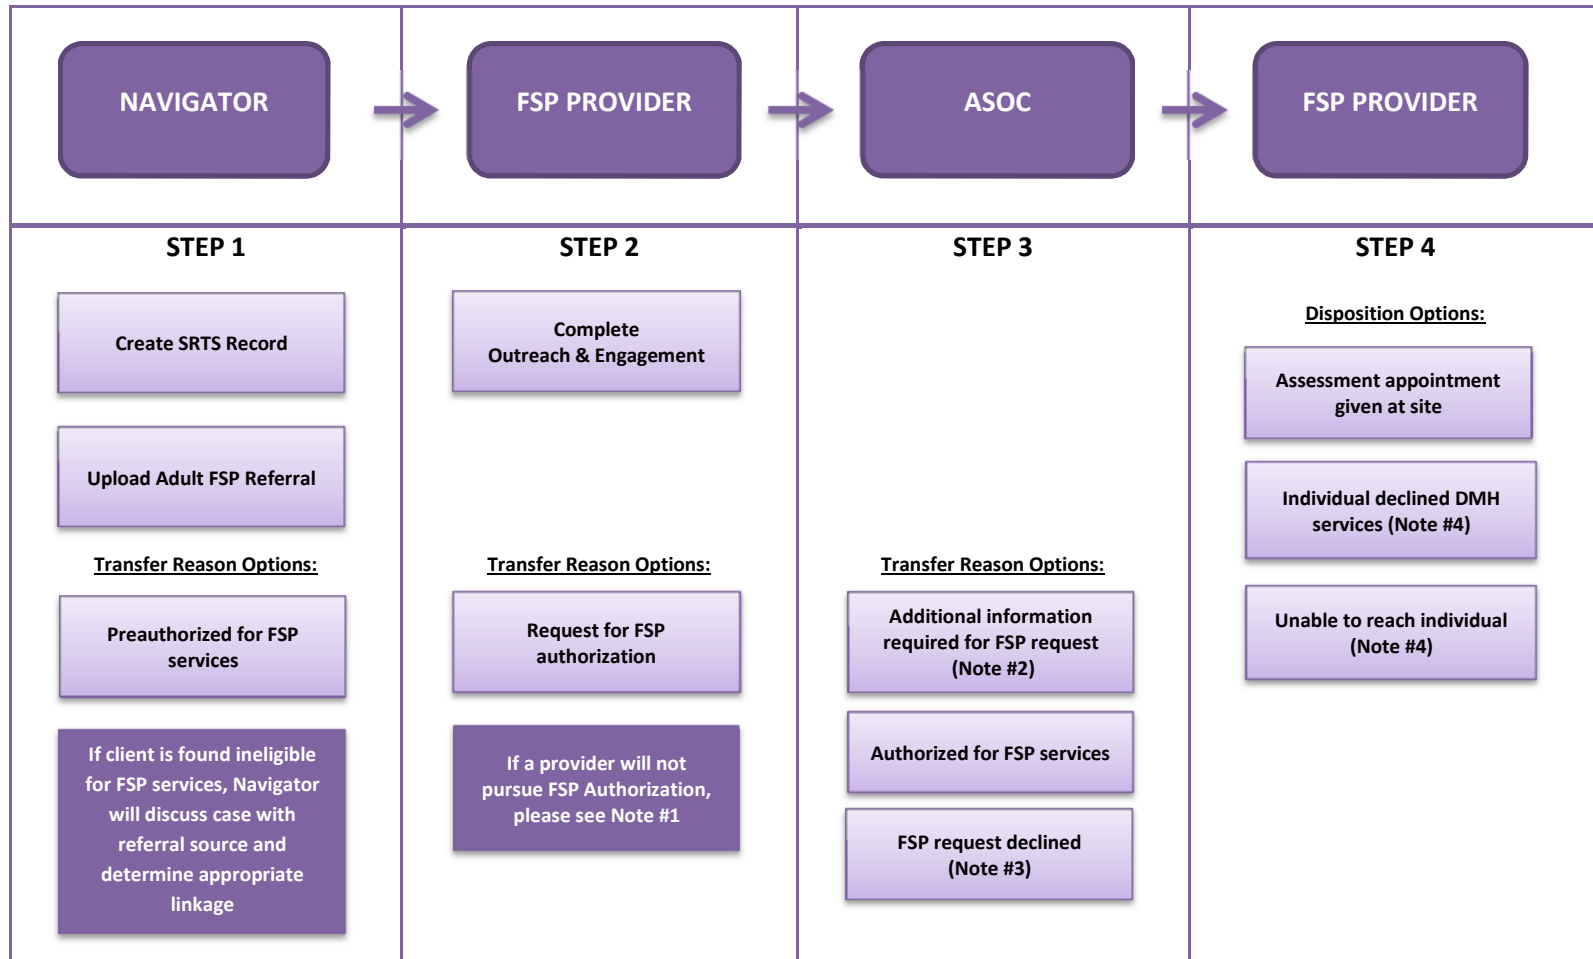 NAVIGATOR
FSP PROVIDER
ASOC
FSP PROVIDER
STEP 1
Create SRTS Record
Upload Adult FSP Referral
Transfer Reason Options:
Preauthorized for FSP
services
If client is found ineligible
for FSP services, Navigator
will discuss case with
referral source and
determine appropriate
linkage
STEP 2
Complete
Outreach & Engagement
Transfer Reason Options:
Request for FSP
authorization
If a provider will not
pursue FSP Authorization,
please see Note #1
STEP 3
Transfer Reason Options:
Additional information
required for FSP request
(Note #2)
Authorized for FSP services
FSP request declined
(Note #3)
STEP 4
Disposition Options:
Assessment appointment
given at site
Individual declined DMH
services (Note #4)
Unable to reach individual
(Note #4)